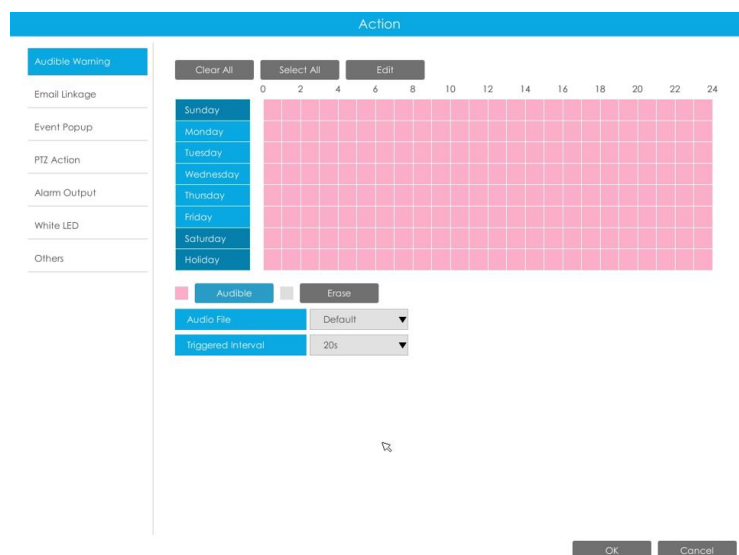 Action
Audible Warning
Email Linkage
Event Popup
PTZ Action
Alarm Output
White LED
Others
Clear All Select All Edit
0 2 4 6 8 10 12 14 16 18 20 22 24
Sunday
Monday
Tuesday
Wednesday
Thursday
Friday
Saturday
Holiday
Audible Erase
Audio File Default
Triggered Interval 20s
OK Cancel